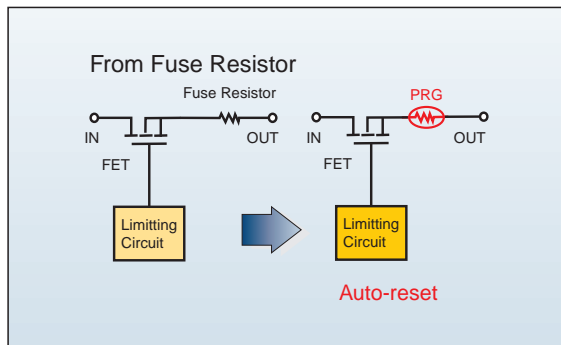 From Fuse Resistor
Fuse Resistor
IN
OUT
FET
Limitting
Circuit
PRG
IN
OUT
FET
Limitting
Circuit
Auto-reset